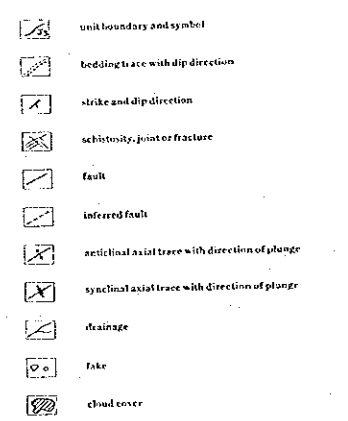 unit boundary and symbol
bedding trace with dip direction
strike and dip direction
schistosity, joint or fracture
fault
inferred fault
anticlinal axial trace with direction of plunge
synclinal axial trace with direction of plunge
drainage
lake
cloud cover